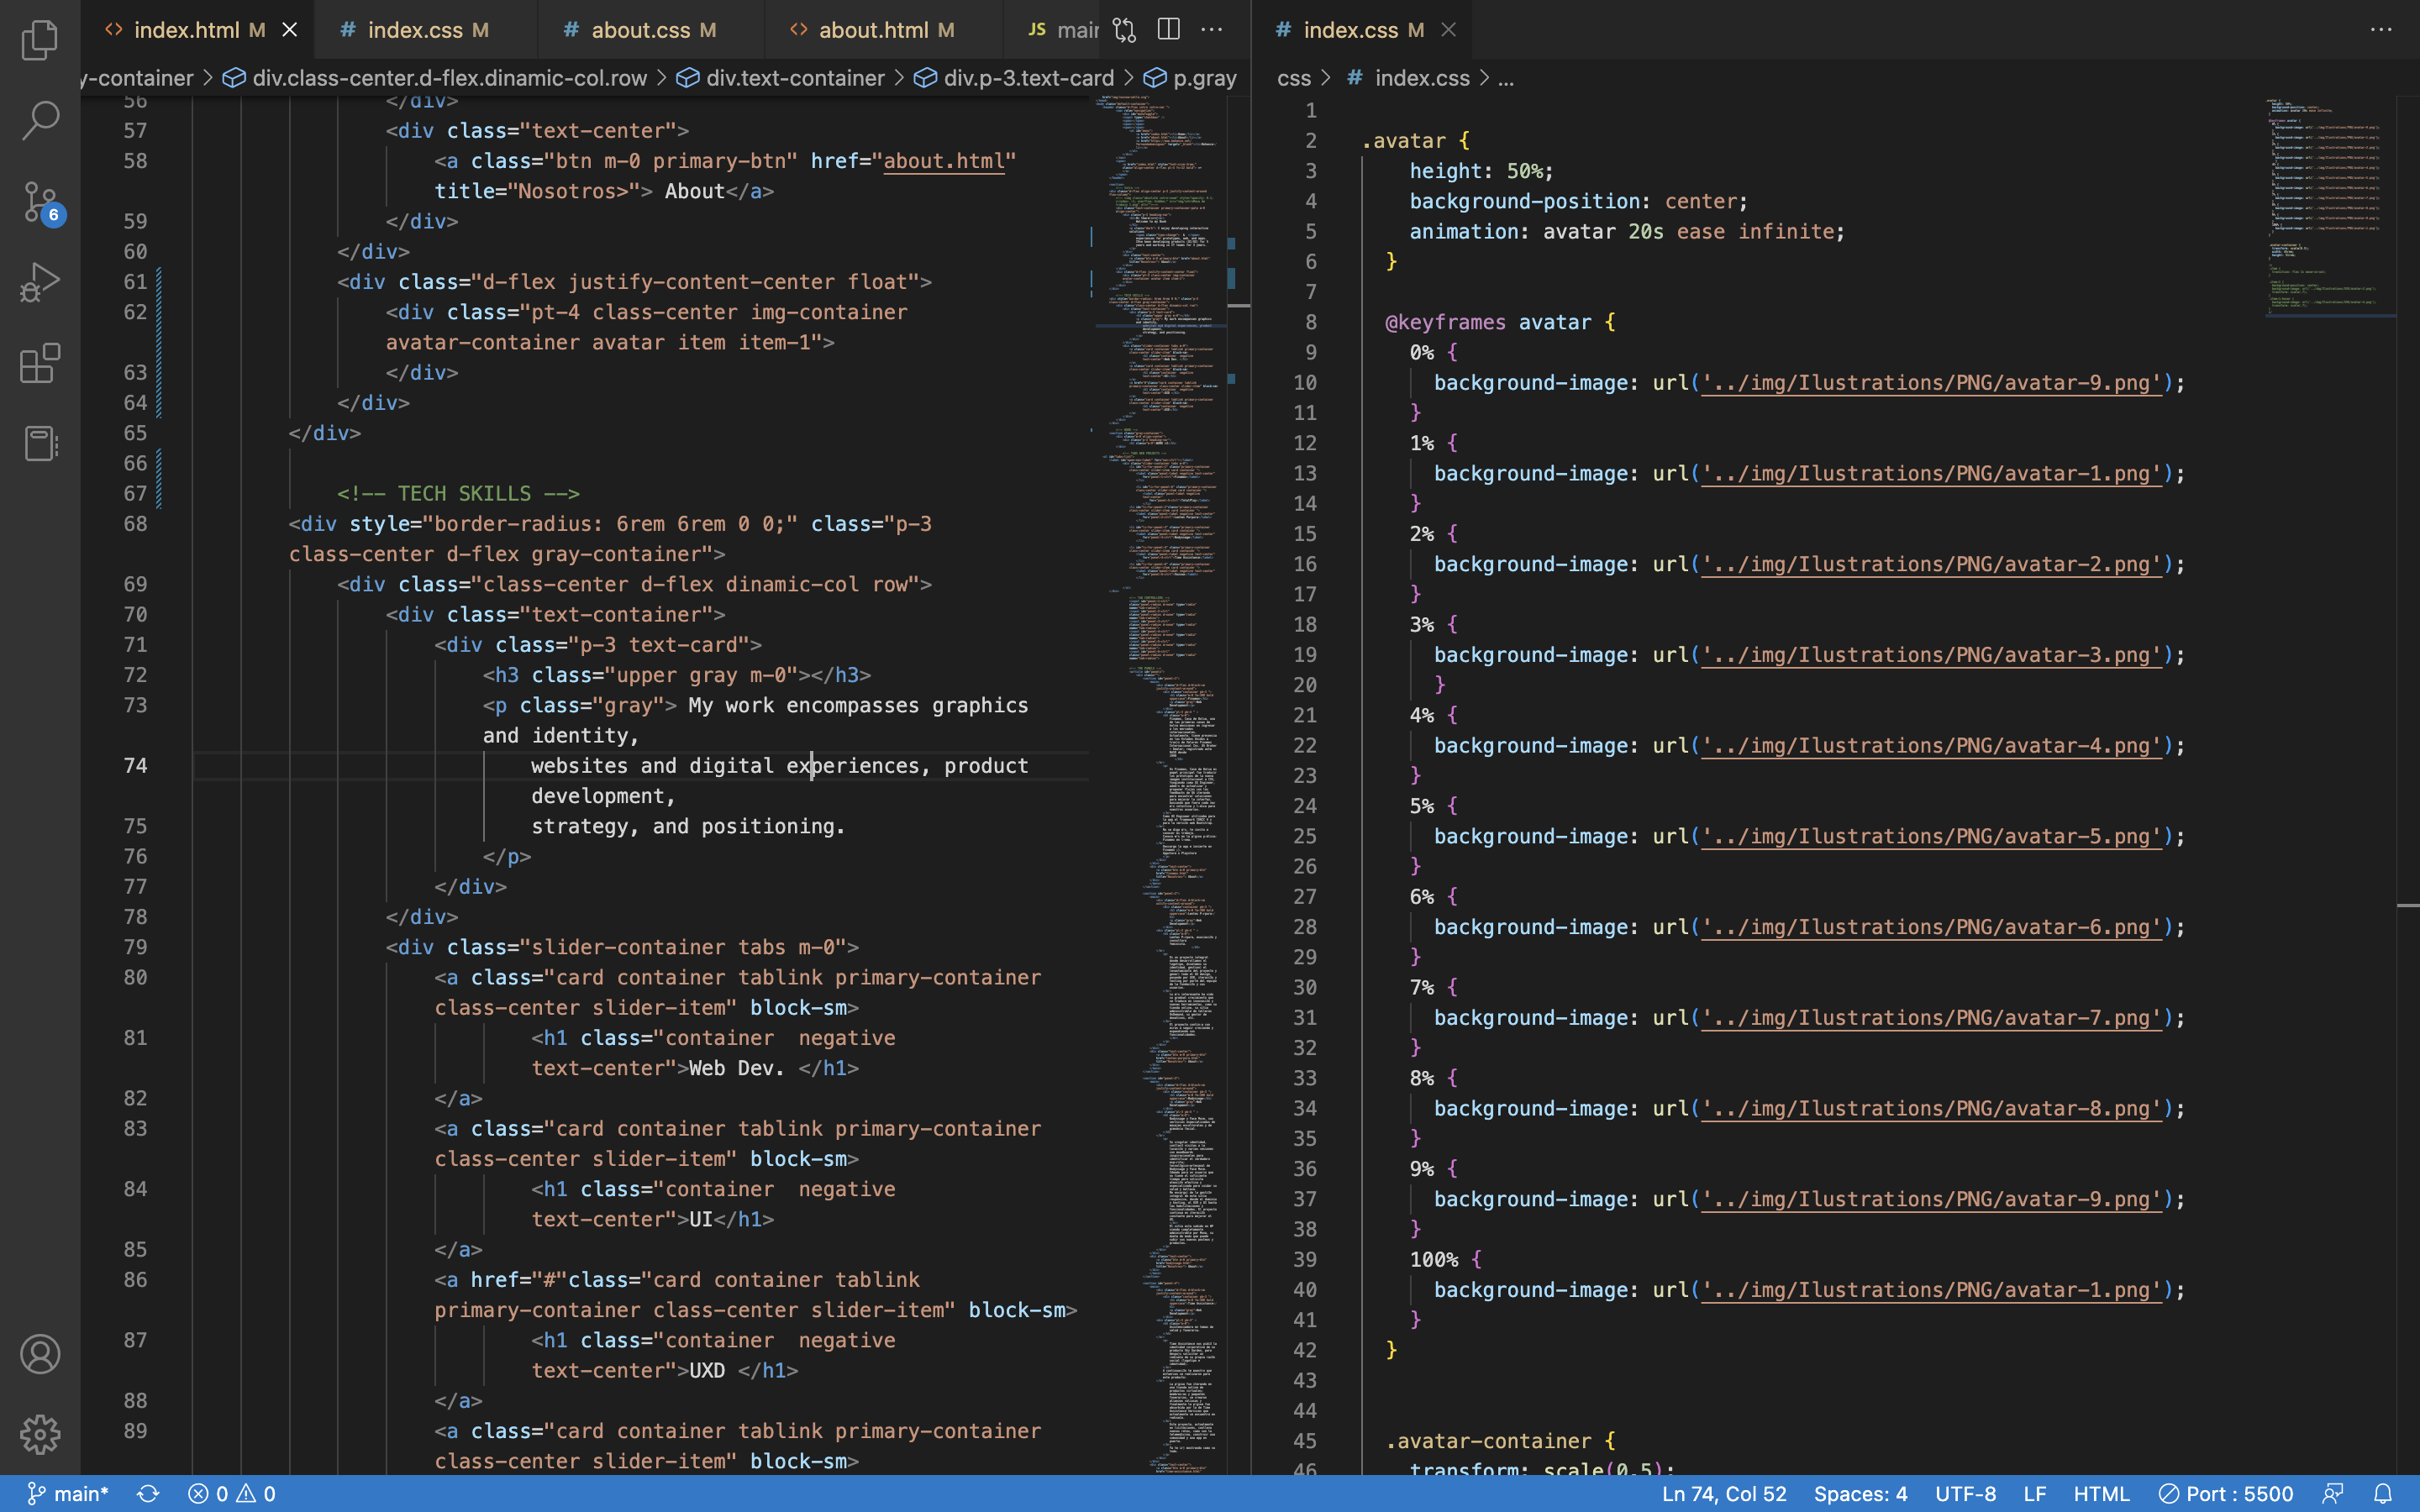 index.html M
index.css M
about.css M
about.html M
JS
y-container > div.class-center.d-flex.dinamic-col.row > div.text-container > div.p-3.text-card > p.gray
56 </div>
57 <div class="text-center">
58 <a class="btn m-0 primary-btn" href="about.html"
title="Nosotros>"> About</a>
59 </div>
60 </div>
61 <div class="d-flex justify-content-center float">
62 <div class="pt-4 class-center img-container
avatar-container avatar item item-1">
63 </div>
64 </div>
65 </div>
66
67 <!-- TECH SKILLS -->
68 <div style="border-radius: 6rem 6rem 0 0;" class="p-3
class-center d-flex gray-container">
69 <div class="class-center d-flex dinamic-col row">
70 <div class="text-container">
71 <div class="p-3 text-card">
72 <h3 class="upper gray m-0"></h3>
73 <p class="gray"> My work encompasses graphics
and identity,
74 websites and digital experiences, product
development,
75 strategy, and positioning.
76 </p>
77 </div>
78 </div>
79 <div class="slider-container tabs m-0">
80 <a class="card container tablink primary-container
class-center slider-item" block-sm>
81 <h1 class="container  negative
text-center">Web Dev. </h1>
82 </a>
83 <a class="card container tablink primary-container
class-center slider-item" block-sm>
84 <h1 class="container  negative
text-center">UI</h1>
85 </a>
86 <a href="#"class="card container tablink
primary-container class-center slider-item" block-sm>
87 <h1 class="container  negative
text-center">UXD </h1>
88 </a>
89 <a class="card container tablink primary-container
class-center slider-item" block-sm>
# index.css M
css > # index.css > ...
1
2 .avatar {
3 height: 50%;
4 background-position: center;
5 animation: avatar 20s ease infinite;
6 }
7
8 @keyframes avatar {
9 0% {
10 background-image: url('../img/Ilustrations/PNG/avatar-9.png');
11 }
12 1% {
13 background-image: url('../img/Ilustrations/PNG/avatar-1.png');
14 }
15 2% {
16 background-image: url('../img/Ilustrations/PNG/avatar-2.png');
17 }
18 3% {
19 background-image: url('../img/Ilustrations/PNG/avatar-3.png');
20 }
21 4% {
22 background-image: url('../img/Ilustrations/PNG/avatar-4.png');
23 }
24 5% {
25 background-image: url('../img/Ilustrations/PNG/avatar-5.png');
26 }
27 6% {
28 background-image: url('../img/Ilustrations/PNG/avatar-6.png');
29 }
30 7% {
31 background-image: url('../img/Ilustrations/PNG/avatar-7.png');
32 }
33 8% {
34 background-image: url('../img/Ilustrations/PNG/avatar-8.png');
35 }
36 9% {
37 background-image: url('../img/Ilustrations/PNG/avatar-9.png');
38 }
39 100% {
40 background-image: url('../img/Ilustrations/PNG/avatar-1.png');
41 }
42 }
43
44
45 .avatar-container {
46 transform: scale(0.5);
6
main* 0 0 Ln 74, Col 52 Spaces: 4 UTF-8 LF HTML Port : 5500